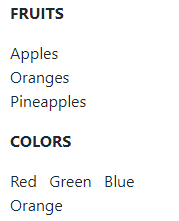 FRUITS
Apples
Oranges
Pineapples
COLORS
Red Green Blue
Orange